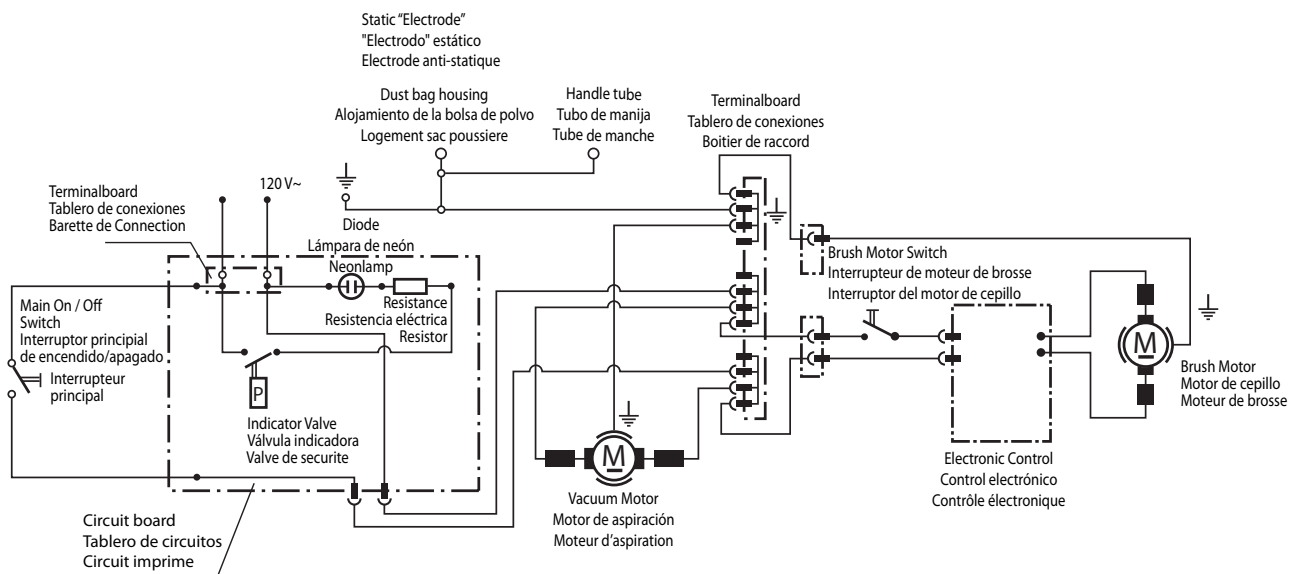 Static “Electrode”
"Electrodo" estático
Electrode anti-statique
Dust bag housing
Alojamiento de la bolsa de polvo
Logement sac poussiere
Handle tube
Tubo de manija
Tube de manche
Terminalboard
Tablero de conexiones
Boitier de raccord
Terminalboard
Tablero de conexiones
Barette de Connection
120 V~
Diode
Lámpara de neón
Neonlamp
Resistance
Resistencia eléctrica
Resistor
Main On / Off
Switch
Interruptor principial
de encendido/apagado
Interrupteur
principal
P
Indicator Valve
Válvula indicadora
Valve de securite
Brush Motor Switch
Interrupteur de moteur de brosse
Interruptor del motor de cepillo
M
Brush Motor
Motor de cepillo
Moteur de brosse
M
Vacuum Motor
Motor de aspiración
Moteur d’aspiration
Electronic Control
Control electrónico
Contrôle électronique
Circuit board
Tablero de circuitos
Circuit imprime